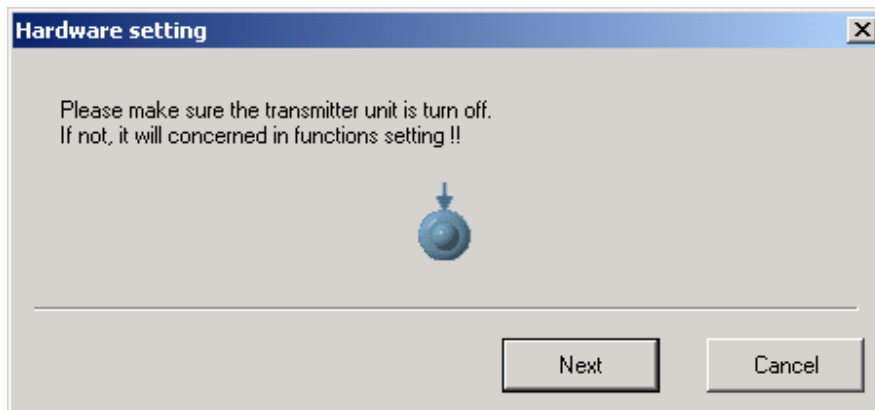 Hardware setting
Please make sure the transmitter unit is turn off.
If not, it will concerned in functions setting !!
Next
Cancel